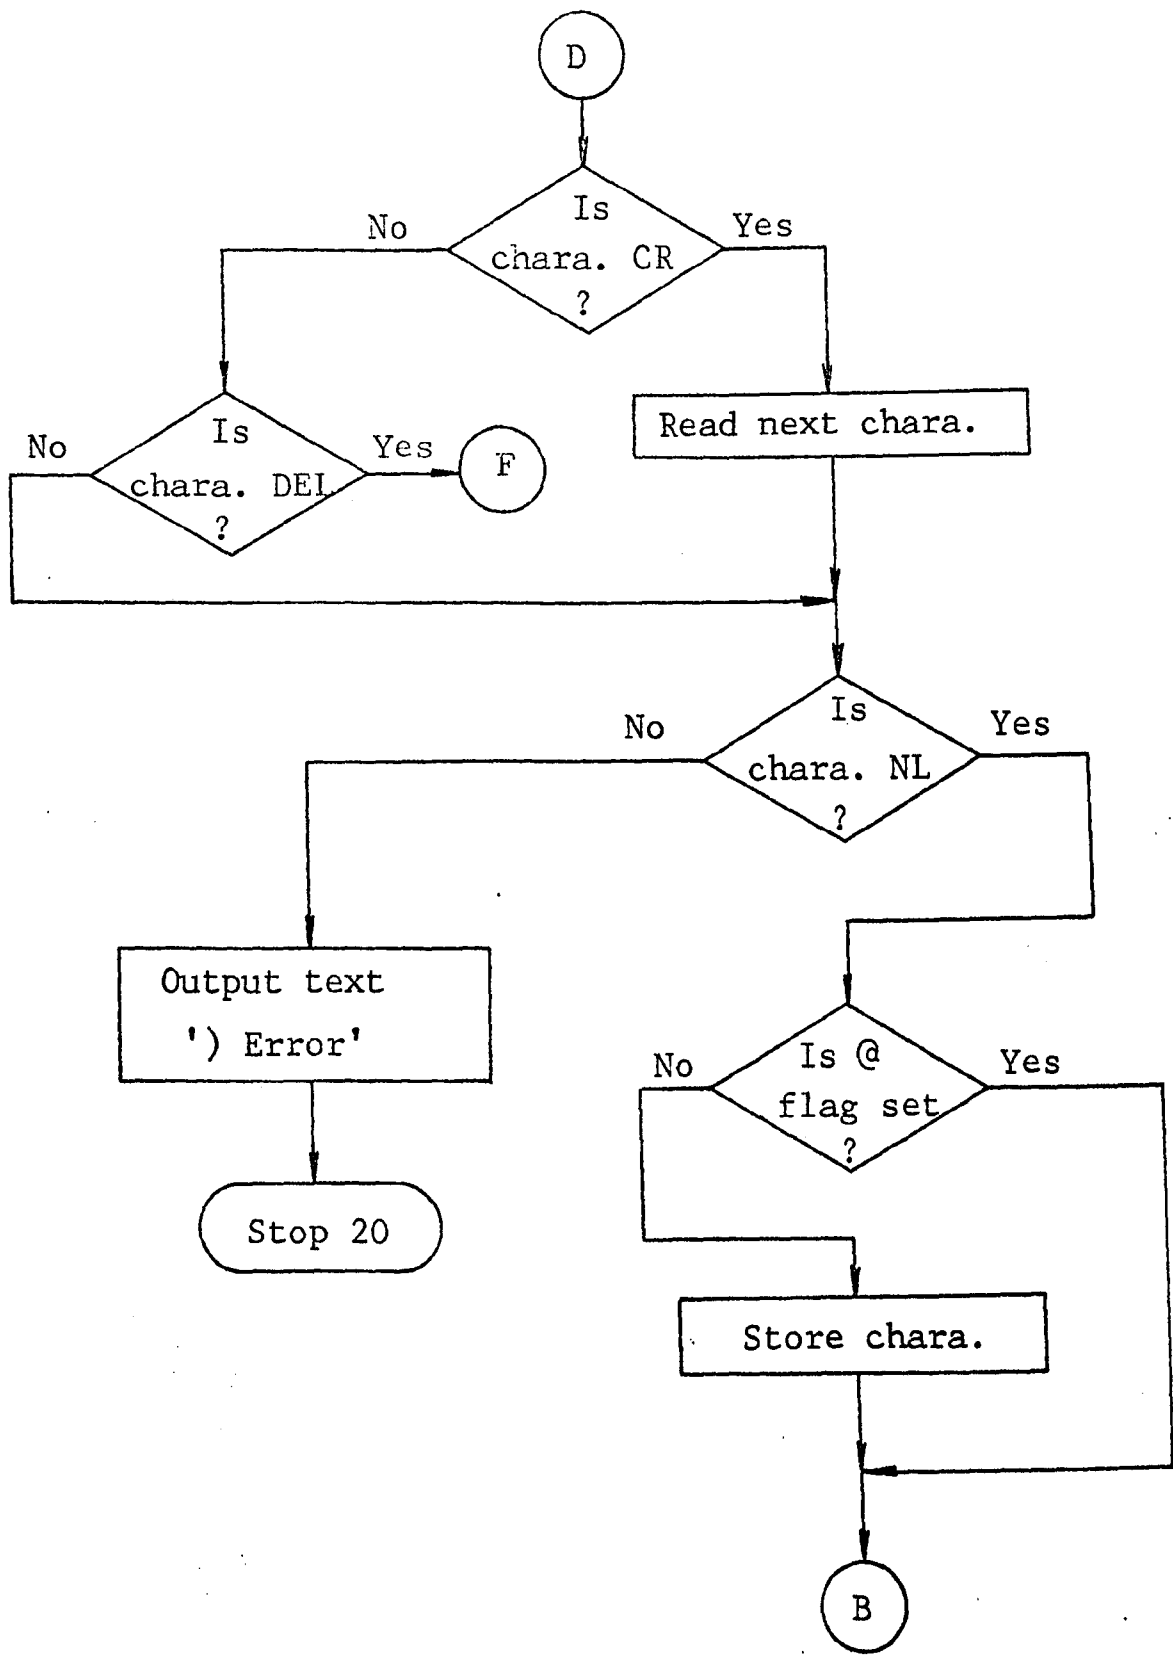 D
Is
chara. CR
?
No
Yes
Is
chara. DEL
?
No
Yes
F
Read next chara.
Is
chara. NL
?
No
Yes
Output text
') Error'
Stop 20
Is @
flag set
?
No
Yes
Store chara.
B